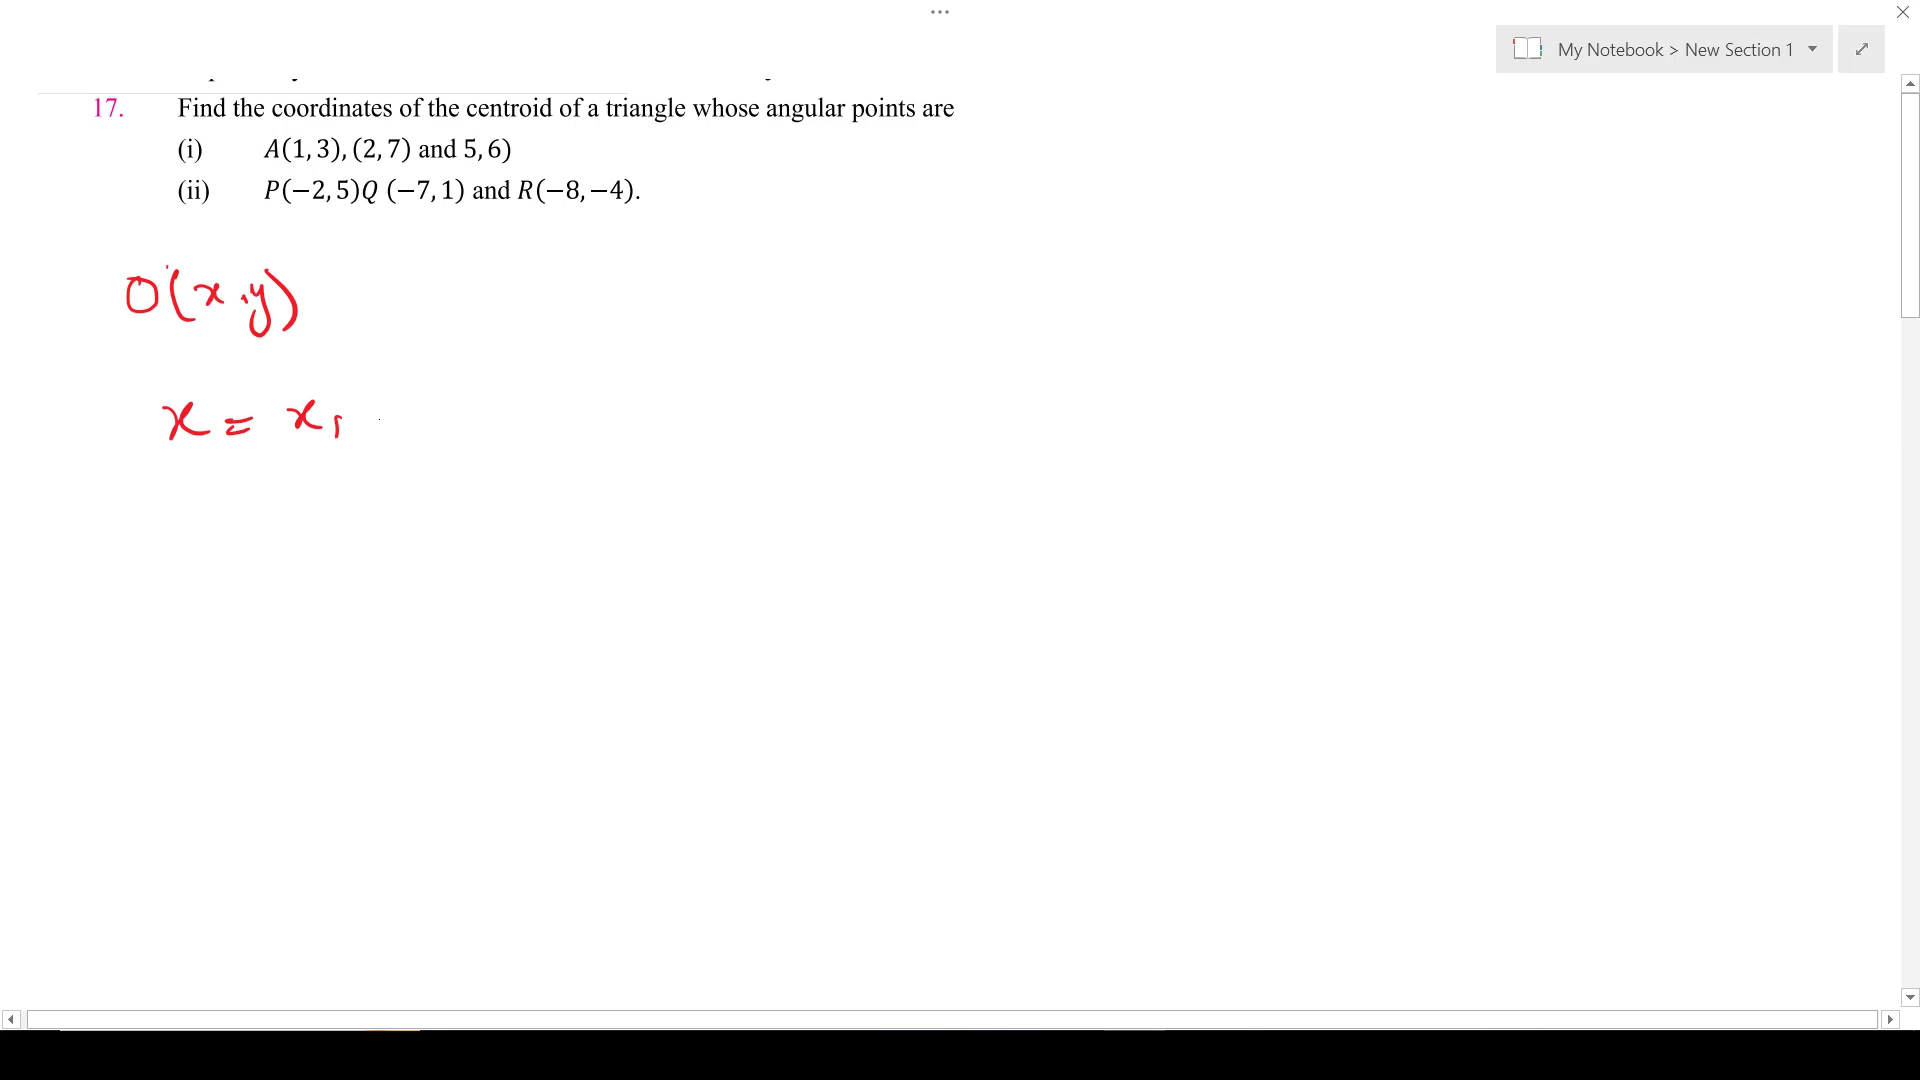 My Notebook > New Section 1
17. Find the coordinates of the centroid of a triangle whose angular points are
(i) A(1, 3), (2, 7) and 5, 6)
(ii) P(−2, 5)Q (−7, 1) and R(−8, −4).
O(x,y)
x = x₁